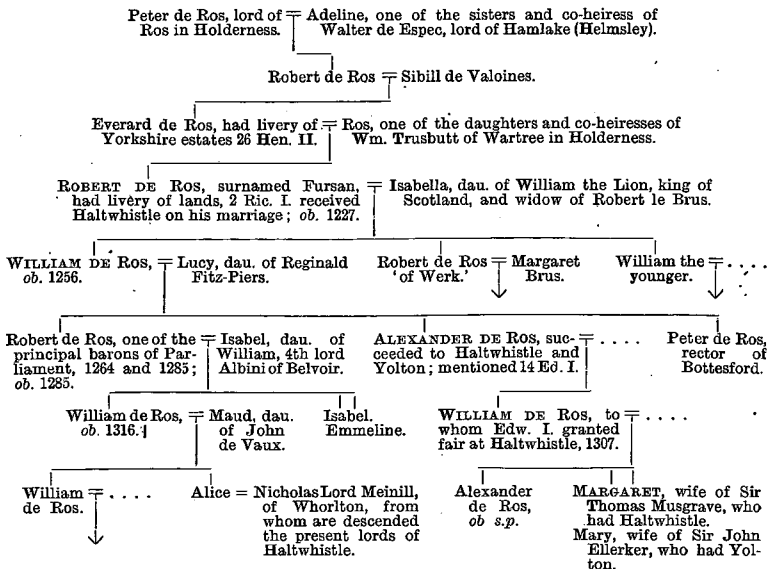 Peter de Ros, lord of Ros in Holderness. = Adeline, one of the sisters and co-heiress of Walter de Espec, lord of Hamlake (Helmsley).
Robert de Ros = Sibill de Valoines.
Everard de Ros, had livery of Yorkshire estates 26 Hen. II. = Ros, one of the daughters and co-heiresses of Wm. Trusbutt of Wartree in Holderness.
ROBERT DE ROS, surnamed Fursan, had livery of lands, 2 Ric. I. received Haltwhistle on his marriage; ob. 1227. = Isabella, dau. of William the Lion, king of Scotland, and widow of Robert le Brus.
WILLIAM DE ROS, ob. 1256. = Lucy, dau. of Reginald Fitz-Piers.
Robert de Ros 'of Werk.' = Margaret Brus.
William the younger. = . . . .
Robert de Ros, one of the principal barons of Parliament, 1264 and 1285; ob. 1285. = Isabel, dau. of William, 4th lord Albini of Belvoir.
ALEXANDER DE ROS, succeeded to Haltwhistle and Yolton; mentioned 14 Ed. I. = . . . .
Peter de Ros, rector of Bottesford.
William de Ros, ob. 1316. = Maud, dau. of John de Vaux.
Isabel.
Emmeline.
WILLIAM DE ROS, to whom Edw. I. granted fair at Haltwhistle, 1307. = . . . .
William de Ros. = . . . .
Alice = Nicholas Lord Meinill, of Whorlton, from whom are descended the present lords of Haltwhistle.
Alexander de Ros, ob s.p.
MARGARET, wife of Sir Thomas Musgrave, who had Haltwhistle.
Mary, wife of Sir John Ellerker, who had Yolton.